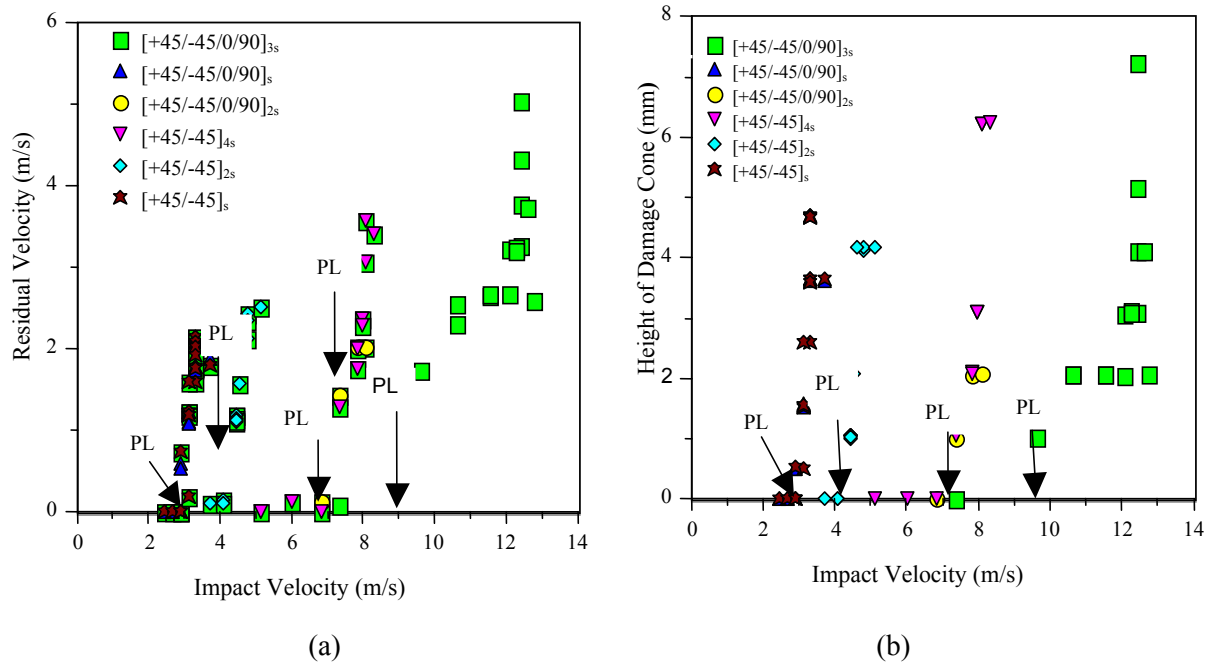 6
4
2
0
Residual Velocity (m/s)
[+45/-45/0/90]3s
[+45/-45/0/90]s
[+45/-45/0/90]2s
[+45/-45]4s
[+45/-45]2s
[+45/-45]s
PL
PL
PL
PL
PL
0 2 4 6 8 10 12 14
Impact Velocity (m/s)
(a)
8
6
4
2
0
Height of Damage Cone (mm)
[+45/-45/0/90]3s
[+45/-45/0/90]s
[+45/-45/0/90]2s
[+45/-45]4s
[+45/-45]2s
[+45/-45]s
PL
PL
PL
PL
0 2 4 6 8 10 12 14
Impact Velocity (m/s)
(b)